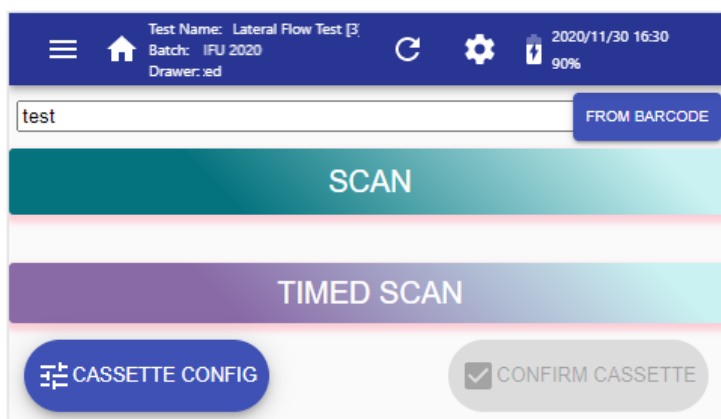 Test Name: Lateral Flow Test [3]
Batch: IFU 2020
Drawer: :ed
2020/11/30 16:30
90%
test
FROM BARCODE
SCAN
TIMED SCAN
CASSETTE CONFIG
CONFIRM CASSETTE